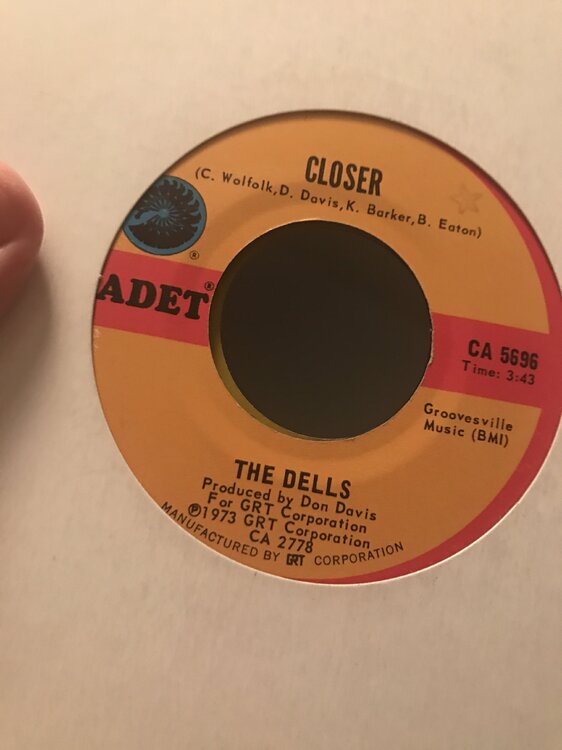 CLOSER
(C. Wolfolk, D. Davis, K. Barker, B. Eaton)
®
ADET®
CA 5696
Time: 3:43
Groovesville
Music (BMI)
THE DELLS
Produced by Don Davis
For GRT Corporation
℗1973 GRT Corporation
CA 2778
MANUFACTURED BY GRT CORPORATION